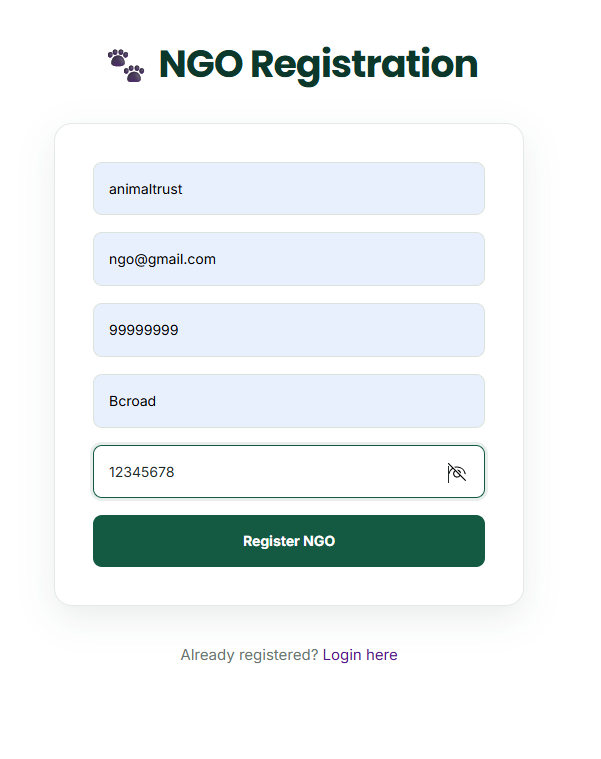 NGO Registration
animaltrust
ngo@gmail.com
99999999
Bcroad
12345678
Register NGO
Already registered? Login here